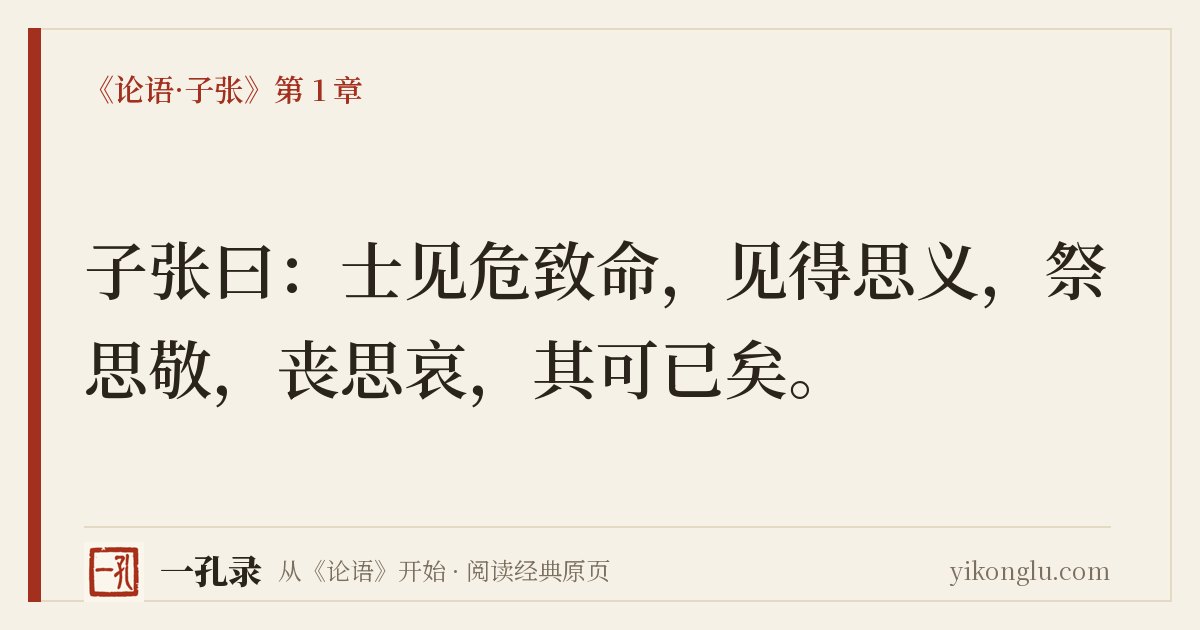 《论语·子张》第 1 章
子张曰：士见危致命，见得思义，祭
思敬，丧思哀，其可已矣。
一孔
一孔录 从《论语》开始 · 阅读经典原页 yikonglu.com